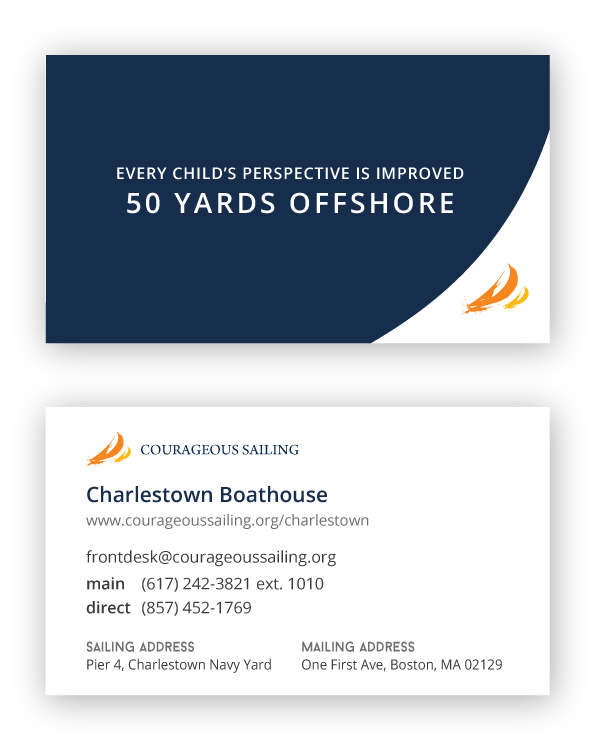 EVERY CHILD’S PERSPECTIVE IS IMPROVED
50 YARDS OFFSHORE
COURAGEOUS SAILING
Charlestown Boathouse
www.courageoussailing.org/charlestown
frontdesk@courageoussailing.org
main (617) 242-3821 ext. 1010
direct (857) 452-1769
SAILING ADDRESS MAILING ADDRESS
Pier 4, Charlestown Navy Yard One First Ave, Boston, MA 02129